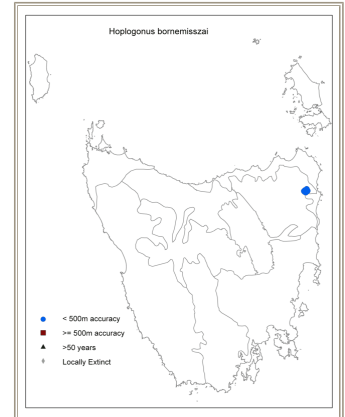 Hoplogonus bornemisszai
< 500m accuracy
>= 500m accuracy
>50 years
Locally Extinct